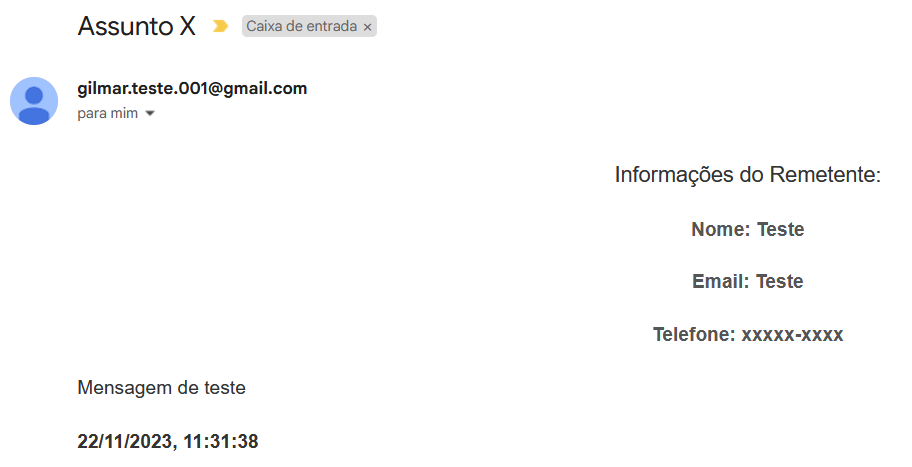 Assunto X
Caixa de entrada ×
gilmar.teste.001@gmail.com
para mim
Informações do Remetente:
Nome: Teste
Email: Teste
Telefone: xxxxx-xxxx
Mensagem de teste
22/11/2023, 11:31:38